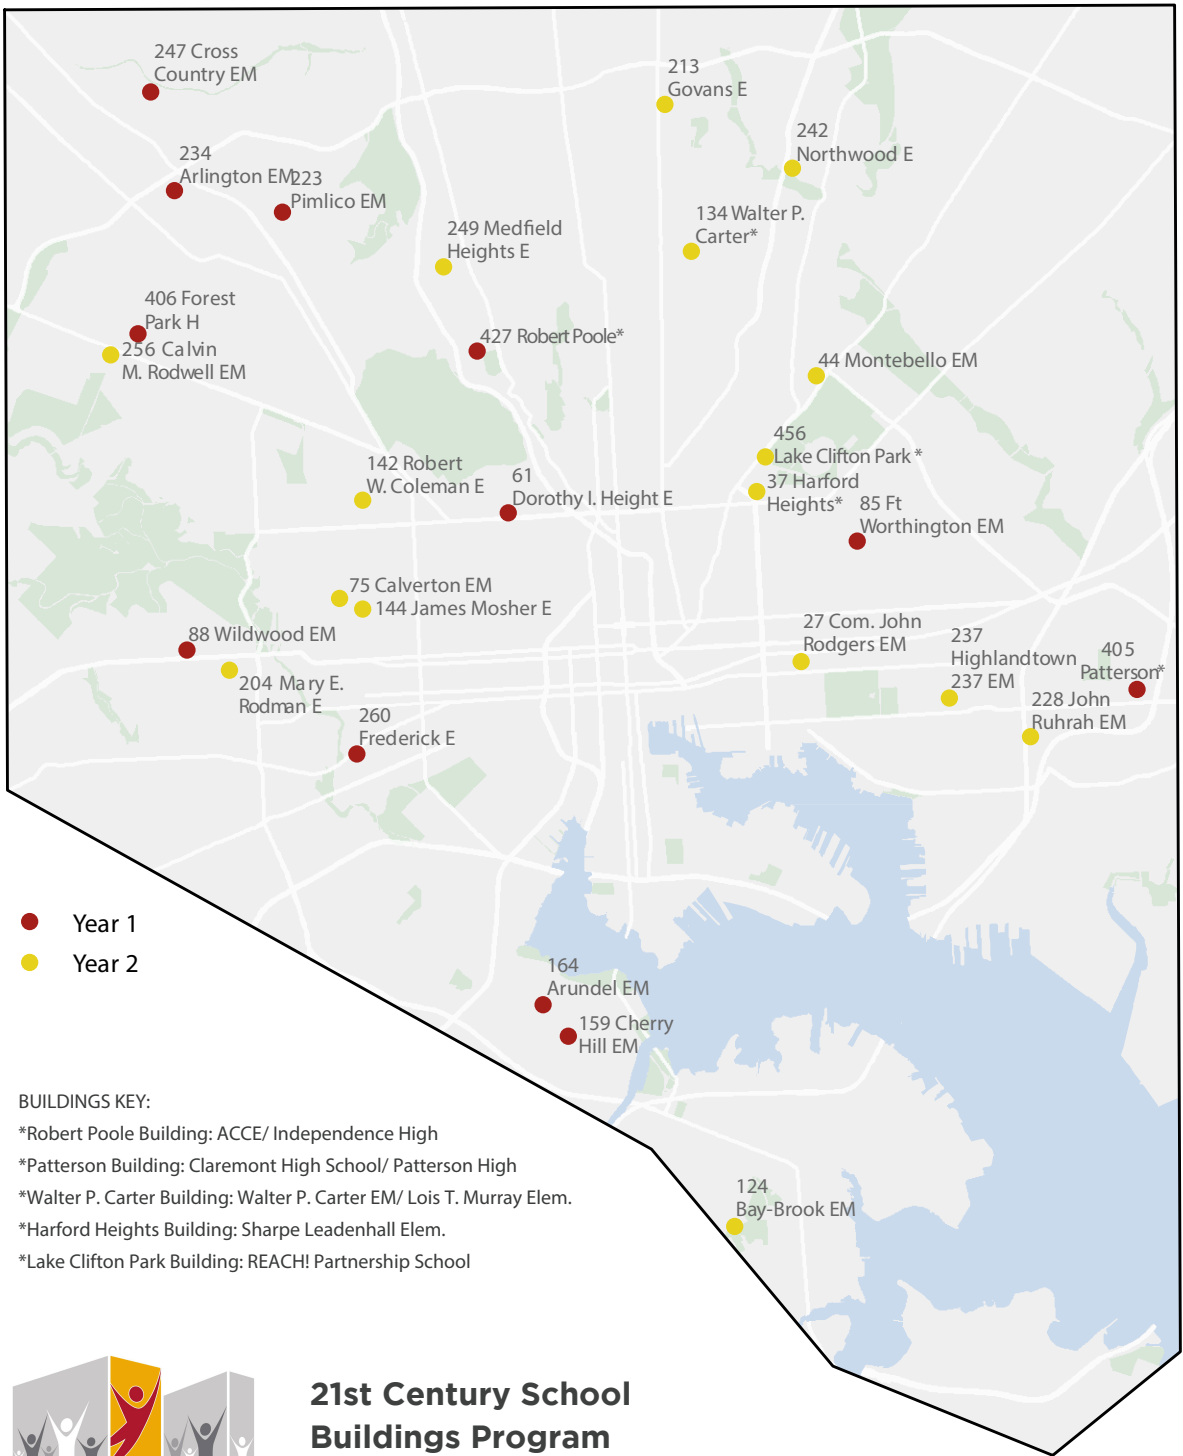 247 Cross
Country EM
213
Govans E
242
Northwood E
234
Arlington EM
223
Pimlico EM
134 Walter P.
Carter*
249 Medfield
Heights E
406 Forest
Park H
256 Calvin
M. Rodwell EM
427 Robert Poole*
44 Montebello EM
456
Lake Clifton Park *
142 Robert
W. Coleman E
61
Dorothy I. Height E
37 Harford
Heights*
85 Ft
Worthington EM
75 Calverton EM
144 James Mosher E
88 Wildwood EM
27 Com. John
Rodgers EM
237
Highlandtown
237 EM
405
Patterson*
204 Mary E.
Rodman E
228 John
Ruhrah EM
260
Frederick E
Year 1
Year 2
164
Arundel EM
159 Cherry
Hill EM
BUILDINGS KEY:
*Robert Poole Building: ACCE/ Independence High
*Patterson Building: Claremont High School/ Patterson High
*Walter P. Carter Building: Walter P. Carter EM/ Lois T. Murray Elem.
*Harford Heights Building: Sharpe Leadenhall Elem.
*Lake Clifton Park Building: REACH! Partnership School
124
Bay-Brook EM
21st Century School
Buildings Program